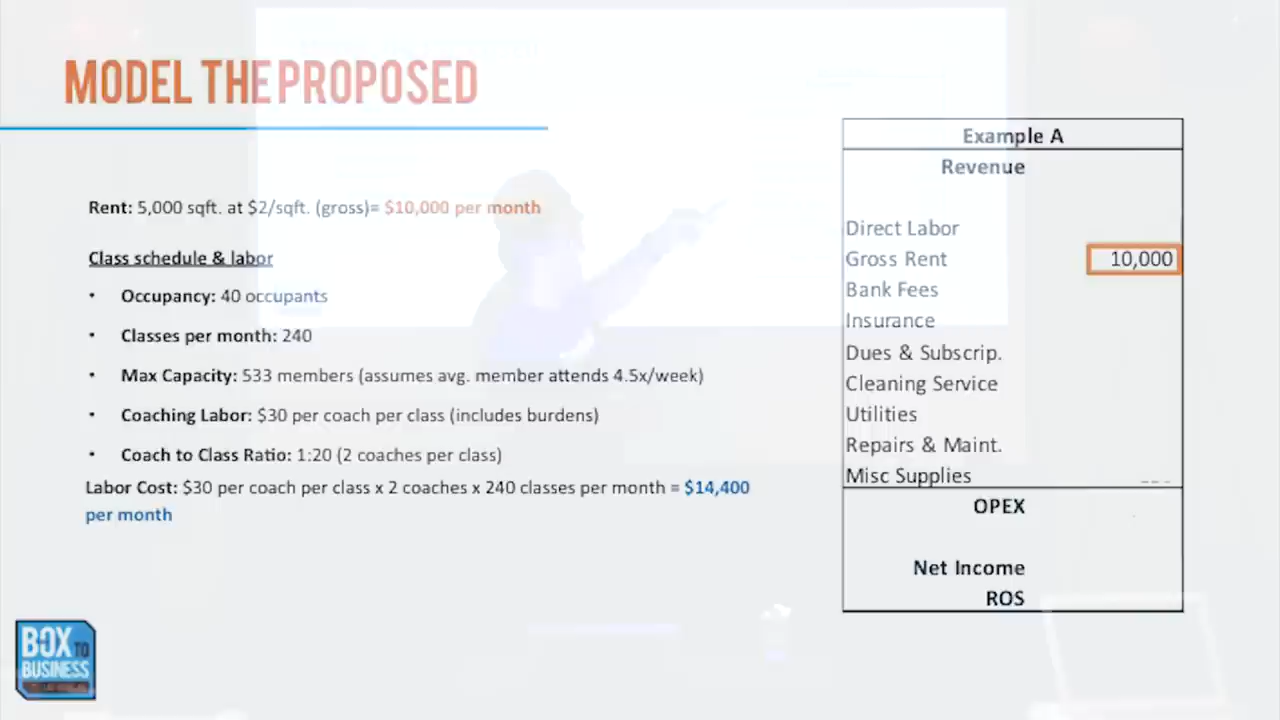 MODEL THE PROPOSED
Rent: 5,000 sqft. at $2/sqft. (gross)= $10,000 per month
Class schedule & labor
• Occupancy: 40 occupants
• Classes per month: 240
• Max Capacity: 533 members (assumes avg. member attends 4.5x/week)
• Coaching Labor: $30 per coach per class (includes burdens)
• Coach to Class Ratio: 1:20 (2 coaches per class)
Labor Cost: $30 per coach per class x 2 coaches x 240 classes per month = $14,400
per month
Example A
Revenue
Direct Labor
Gross Rent 10,000
Bank Fees
Insurance
Dues & Subscrip.
Cleaning Service
Utilities
Repairs & Maint.
Misc Supplies
OPEX
Net Income
ROS
BOX TO
BUSINESS